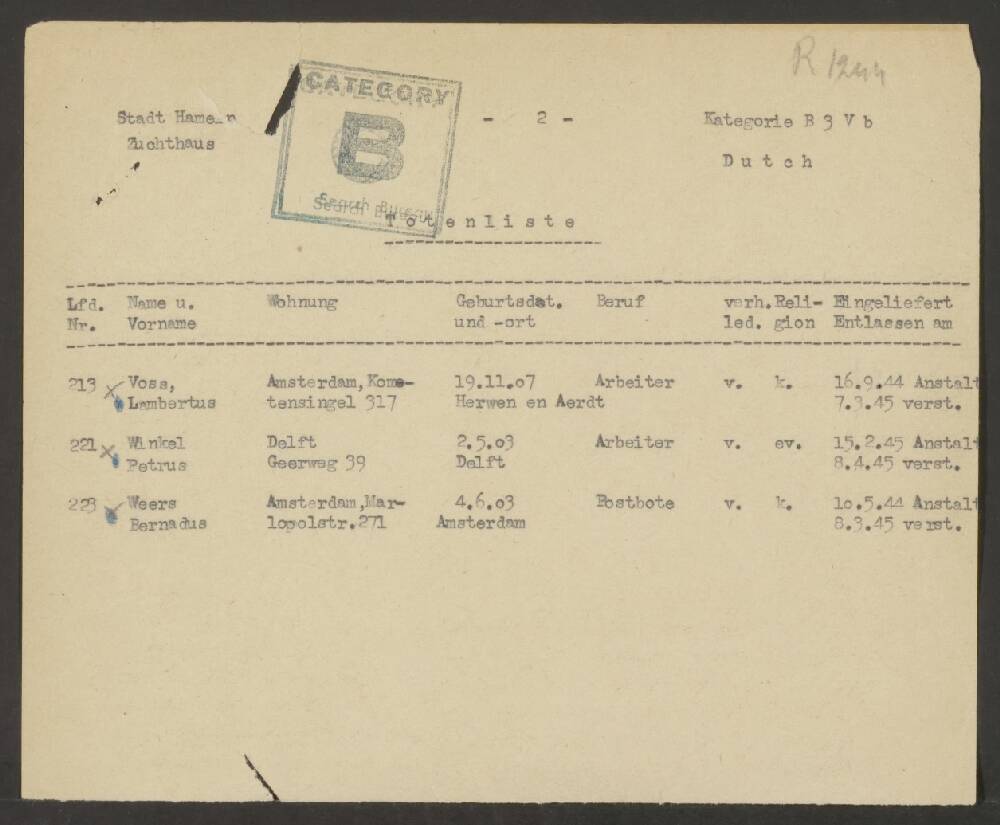 R 1244
CATEGORY
B
Search Bureau
Stadt Hameln - 2 - Kategorie B 3 V b
Zuchthaus Dutch
Totenliste
Lfd. Name u. Wohnung Geburtsdat. Beruf verh. Reli- Eingeliefert
Nr. Vorname und -ort led. gion Entlassen am
213 Voss, Amsterdam, Kome- 19.11.o7 Arbeiter v. k. 16.9.44 Anstalt
Lambertus tensingel 317 Herwen en Aerdt 7.3.45 verst.
221 Winkel Delft 2.5.o3 Arbeiter v. ev. 15.2.45 Anstalt
Petrus Geerweg 39 Delft 8.4.45 verst.
223 Weers Amsterdam,Mar- 4.6.o3 Postbote v. k. 1o.5.44 Anstalt
Bernadus lopolstr.271 Amsterdam 8.3.45 verst.